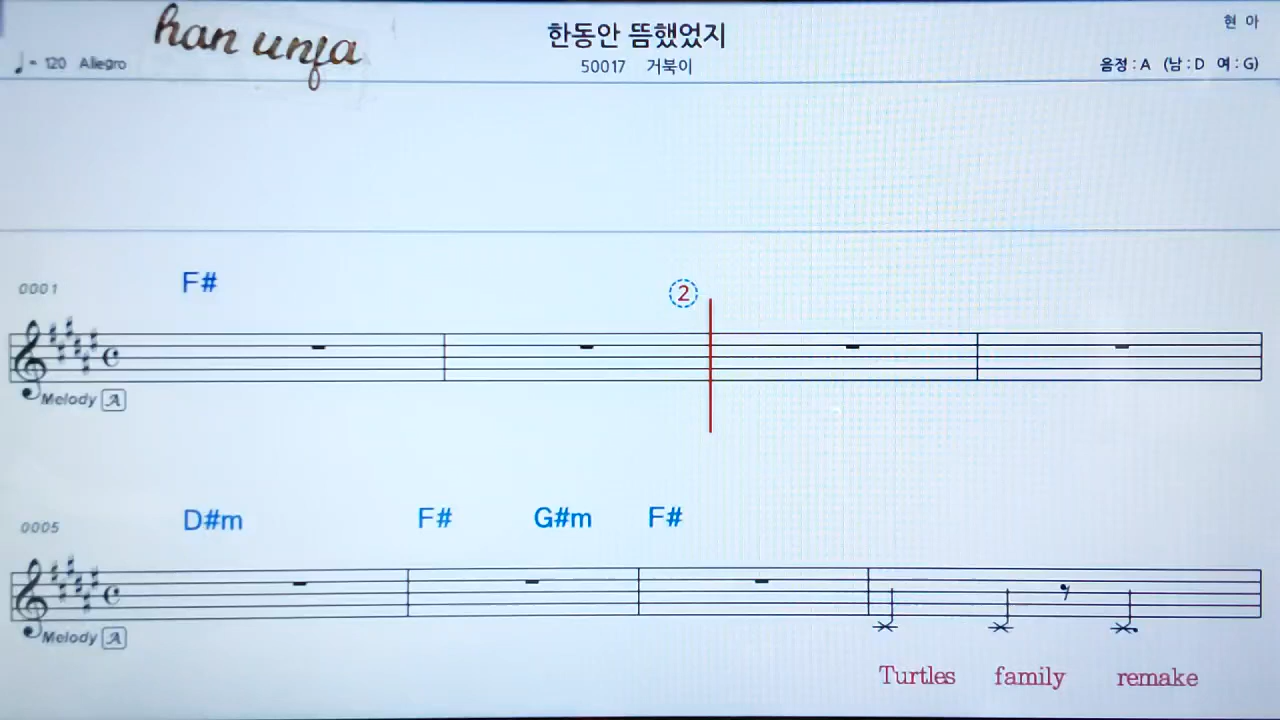 han unfa
한동안 뜸했었지
현 아
♩= 120 Allegro
50017 거북이
음정 : A (남 : D 여 : G)
0001
F#
2
Melody A
0005
D#m F# G#m F#
Melody A
Turtles family remake